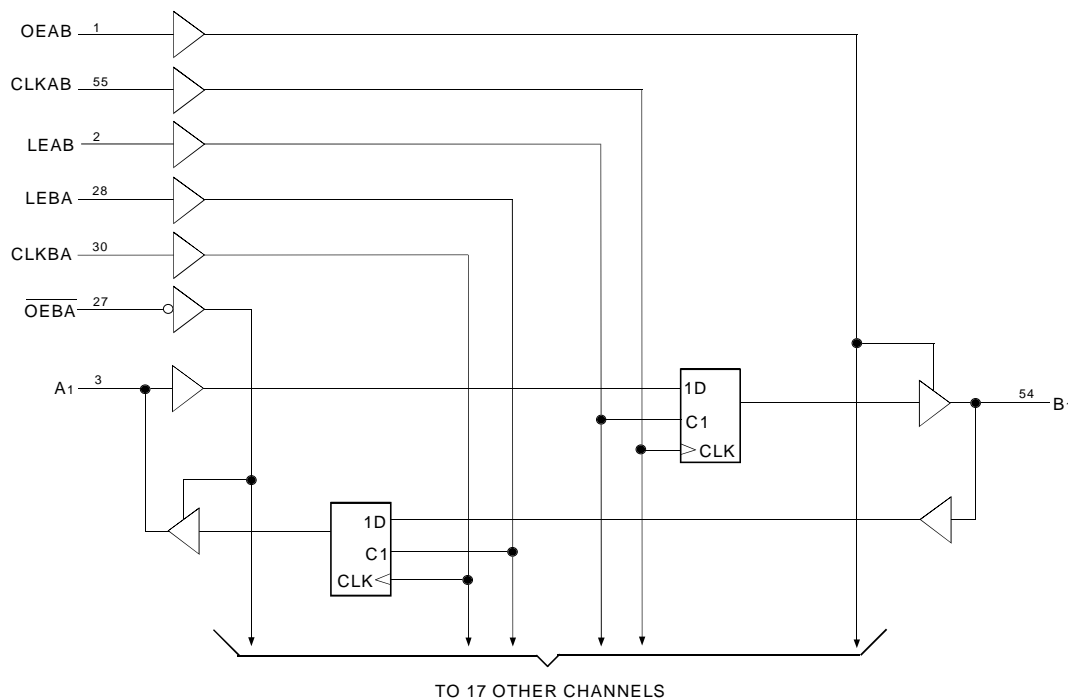 OEAB 1
CLKAB 55
LEAB 2
LEBA 28
CLKBA 30
OEBA 27
A1 3
1D
C1
CLK
54 B1
1D
C1
CLK
TO 17 OTHER CHANNELS